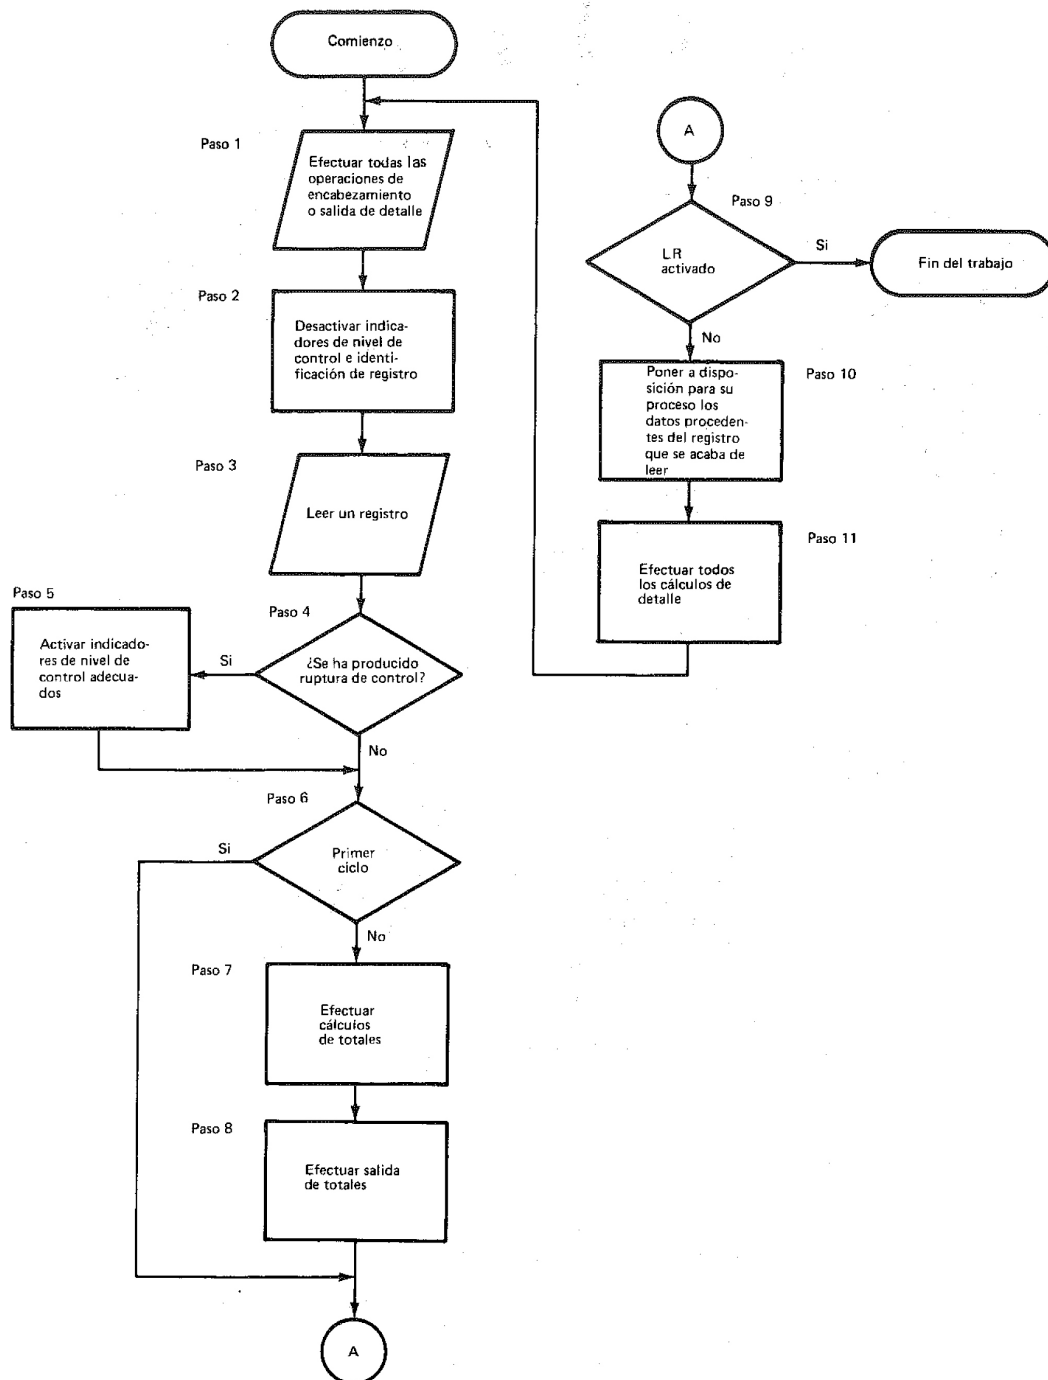 Comienzo
Paso 1
Efectuar todas las
operaciones de
encabezamiento
o salida de detalle
Paso 2
Desactivar indica-
dores de nivel de
control e identi-
ficación de registro
Paso 3
Leer un registro
Paso 4
¿Se ha producido
ruptura de control?
Si
No
Paso 5
Activar indicado-
res de nivel de
control adecua-
dos
Paso 6
Primer
ciclo
Si
No
Paso 7
Efectuar
cálculos
de totales
Paso 8
Efectuar salida
de totales
A
A
Paso 9
LR
activado
Si
Fin del trabajo
No
Paso 10
Poner a dispo-
sición para su
proceso los
datos proceden-
tes del registro
que se acaba de
leer
Paso 11
Efectuar todos
los cálculos de
detalle